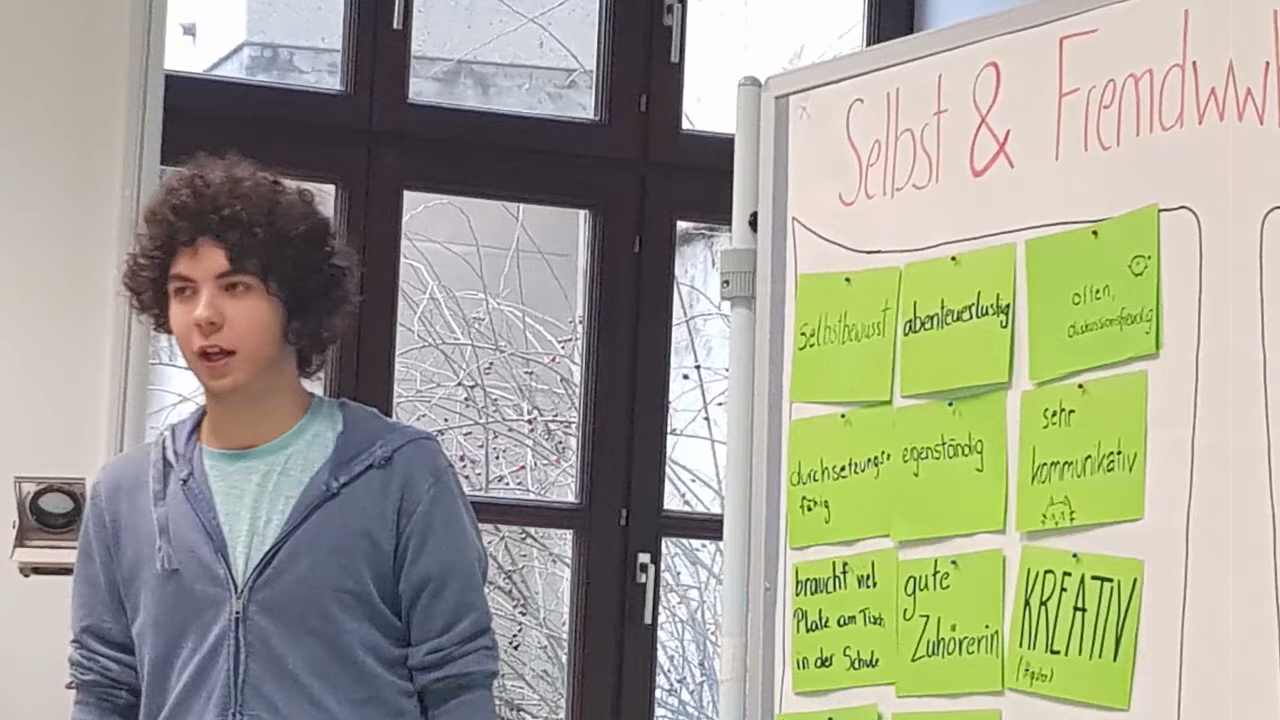 Selbst & Fremdw
selbstbewusst
abenteuerlustig
offen,
diskussionsfreudig
durchsetzungs-
fähig
eigenständig
sehr
kommunikativ
braucht viel
Platz am Tisch
in der Schule
gute
Zuhörerin
KREATIV